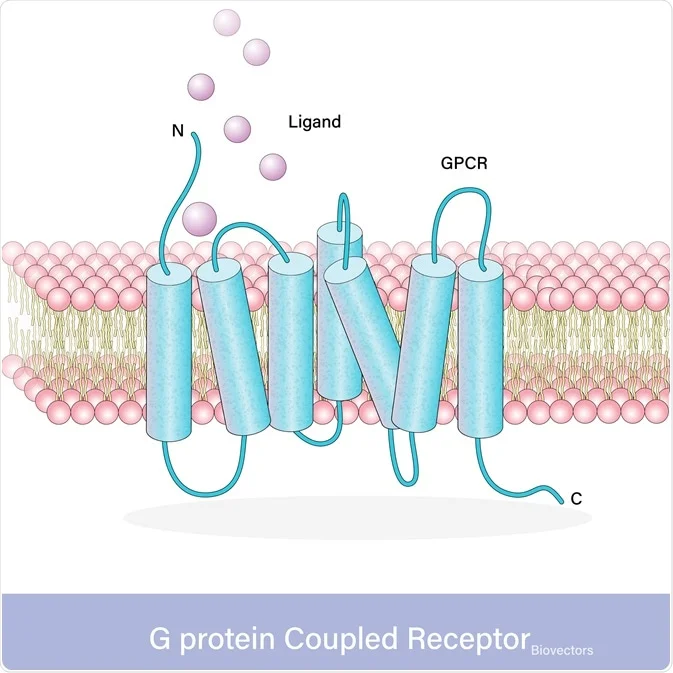 N
Ligand
GPCR
C
G protein Coupled Receptor
Biovectors